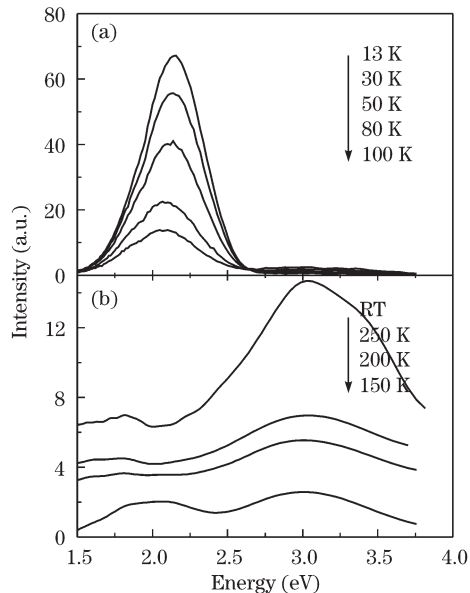 80
(a)
13 K
30 K
50 K
80 K
100 K
60
40
20
0
Intensity (a.u.)
(b)
RT
250 K
200 K
150 K
12
8
4
0
1.5 2.0 2.5 3.0 3.5 4.0
Energy (eV)